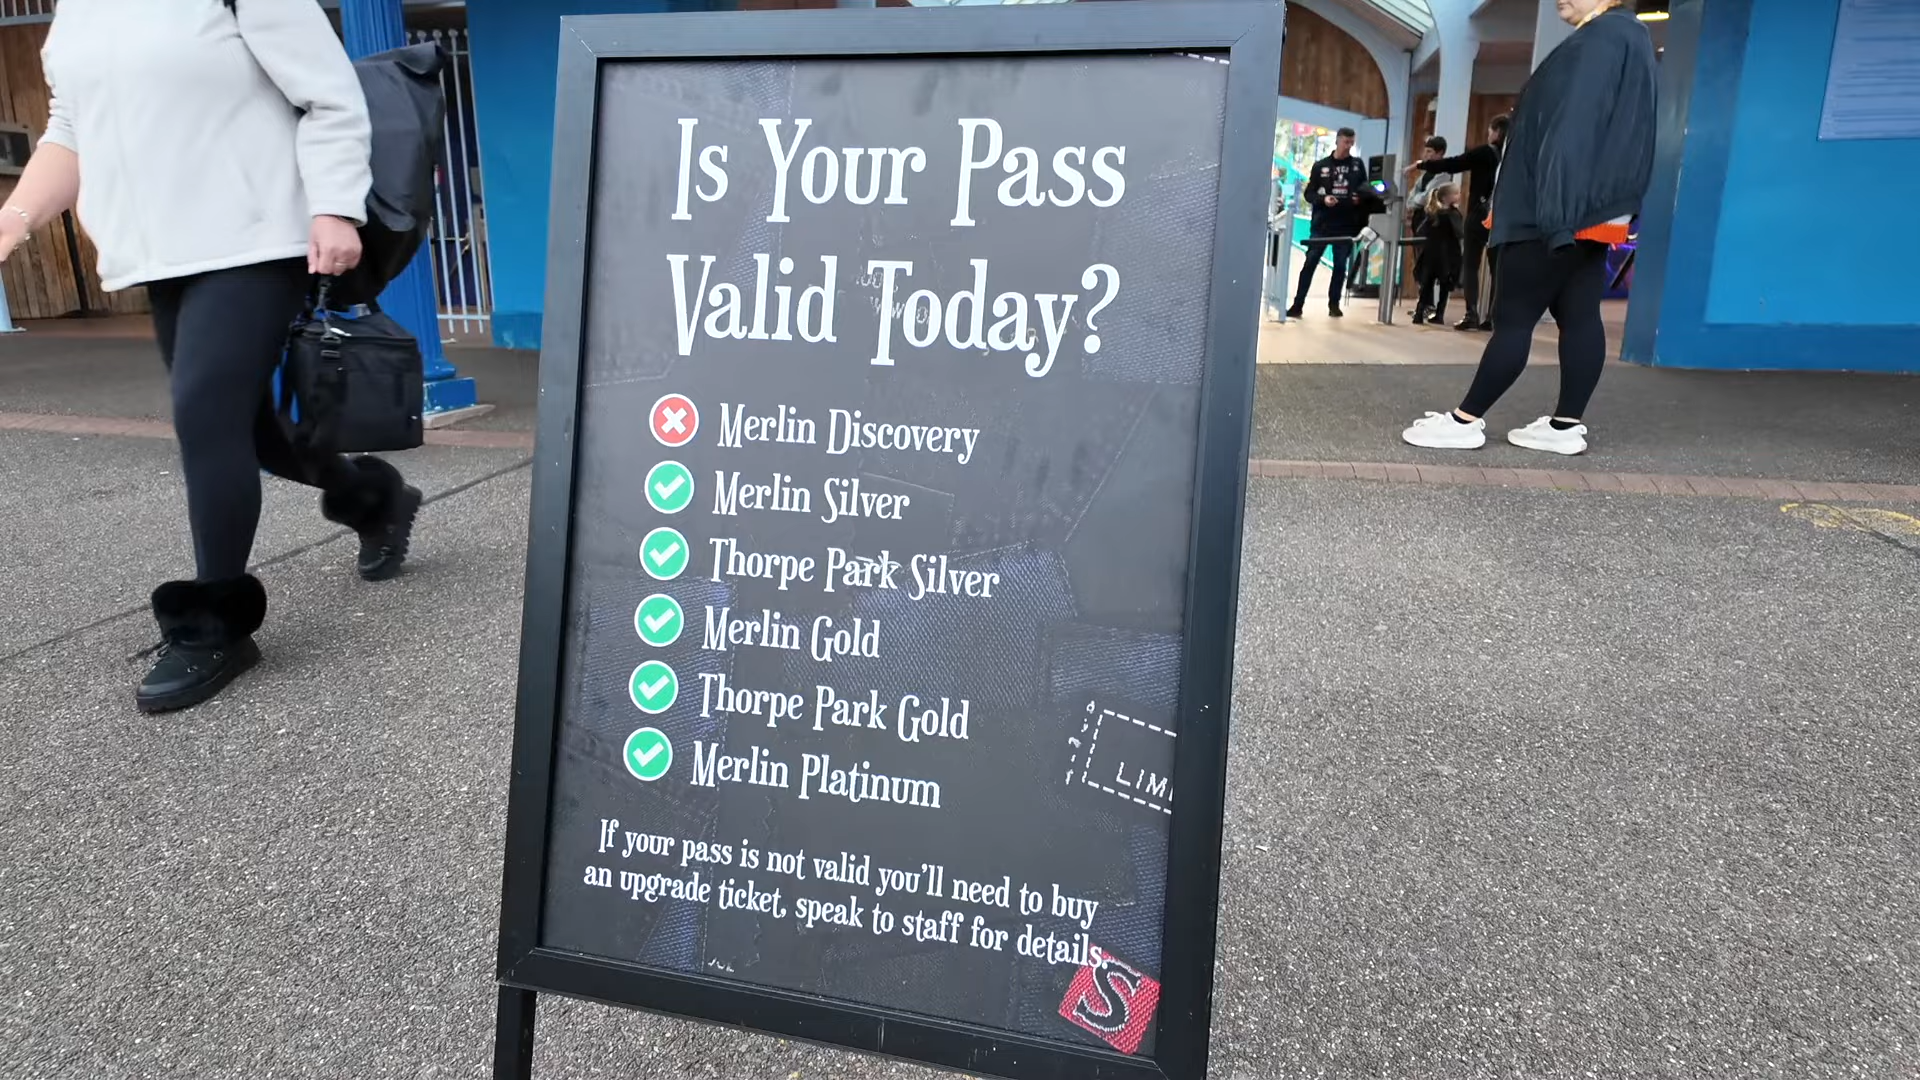 Is Your Pass
Valid Today?
Merlin Discovery
Merlin Silver
Thorpe Park Silver
Merlin Gold
Thorpe Park Gold
Merlin Platinum
LIM
If your pass is not valid you'll need to buy
an upgrade ticket, speak to staff for details.
S